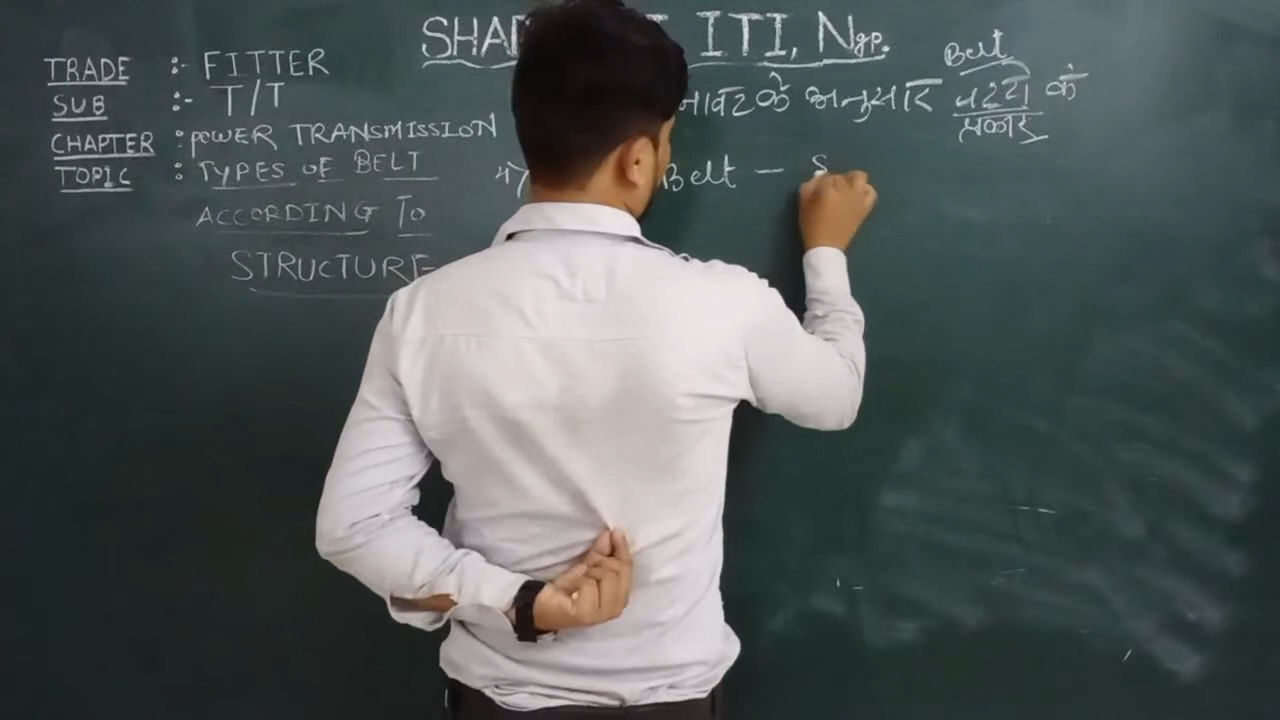 ITI, Ngp.
TRADE :- FITTER
SUB :- T/T
CHAPTER : POWER TRANSMISSION
TOPIC : TYPES OF BELT
ACCORDING To
STRUCTURE
Belt
के अनुसार पट्टो के
प्रकार
Belt - S